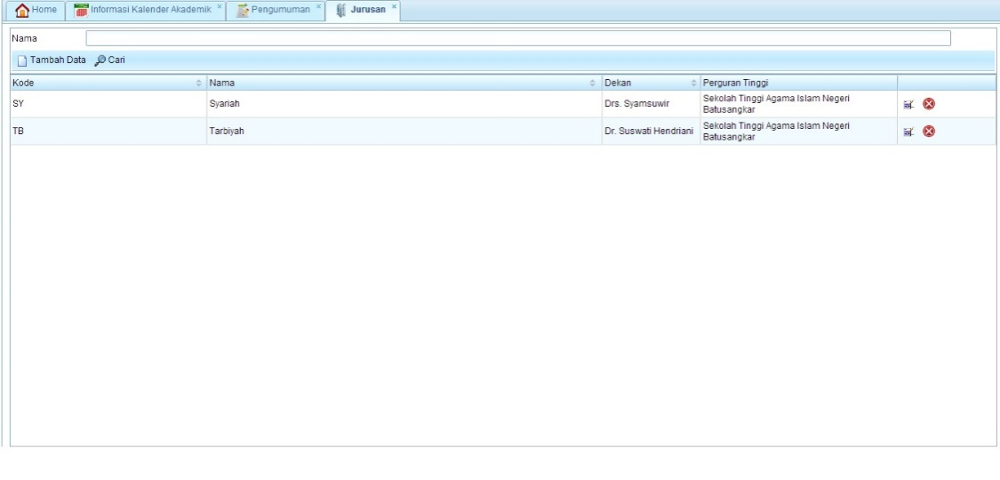 Home Informasi Kalender Akademik Pengumuman Jurusan
Nama
Tambah Data Cari
Kode Nama Dekan Perguran Tinggi
SY Syariah Drs. Syamsuwir Sekolah Tinggi Agama Islam Negeri
Batusangkar
TB Tarbiyah Dr. Suswati Hendriani Sekolah Tinggi Agama Islam Negeri
Batusangkar